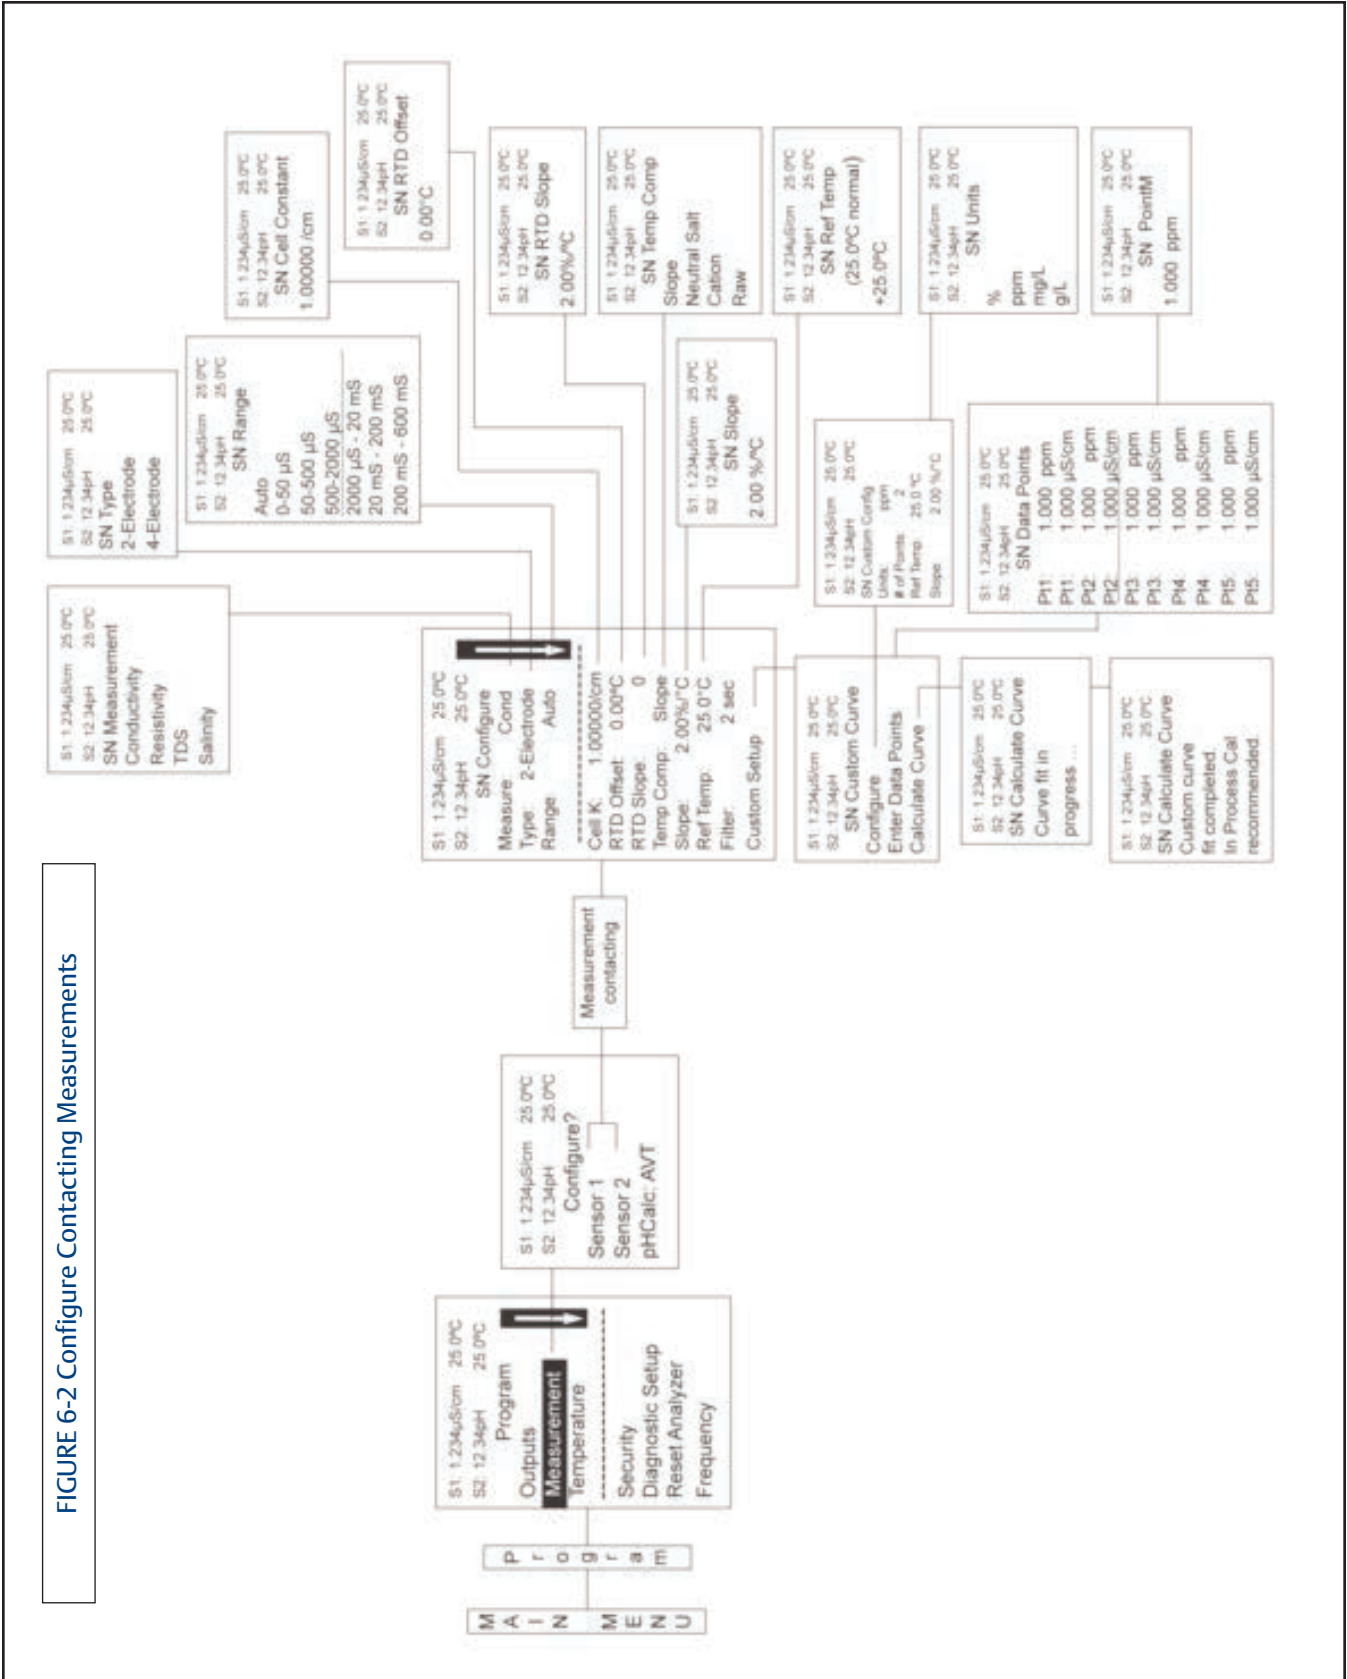 FIGURE 6-2 Configure Contacting Measurements
MAIN MENU
Program
S1: 1.234µS/cm 25.0ºC
S2: 12.34pH 25.0ºC
Program
Outputs
Measurement
Temperature
Security
Diagnostic Setup
Reset Analyzer
Frequency
S1: 1.234µS/cm 25.0ºC
S2: 12.34pH 25.0ºC
Configure?
Sensor 1
Sensor 2
pHCalc: AVT
Measurement
contacting
S1: 1.234µS/cm 25.0ºC
S2: 12.34pH 25.0ºC
SN Configure
Measure Cond
Type: 2-Electrode
Range: Auto
Cell K: 1.00000/cm
RTD Offset: 0.00ºC
RTD Slope: 0
Temp Comp: Slope
Slope: 2.00%/°C
Ref Temp: 25.0°C
Filter: 2 sec
Custom Setup
S1: 1.234µS/cm 25.0ºC
S2: 12.34pH 25.0ºC
SN Measurement
Conductivity
Resistivity
TDS
Salinity
S1: 1.234µS/cm 25.0ºC
S2: 12.34pH 25.0ºC
SN Type
2-Electrode
4-Electrode
S1: 1.234µS/cm 25.0ºC
S2: 12.34pH 25.0ºC
SN Range
Auto
0-50 µS
50-500 µS
500-2000 µS
2000 µS - 20 mS
20 mS - 200 mS
200 mS - 600 mS
S1: 1.234µS/cm 25.0ºC
S2: 12.34pH 25.0ºC
SN Cell Constant
1.00000 /cm
S1: 1.234µS/cm 25.0ºC
S2: 12.34pH 25.0ºC
SN RTD Offset
0.00°C
S1: 1.234µS/cm 25.0ºC
S2: 12.34pH 25.0ºC
SN RTD Slope
2.00%/ºC
S1: 1.234µS/cm 25.0ºC
S2: 12.34pH 25.0ºC
SN Temp Comp
Slope
Neutral Salt
Cation
Raw
S1: 1.234µS/cm 25.0ºC
S2: 12.34pH 25.0ºC
SN Slope
2.00 %/ºC
S1: 1.234µS/cm 25.0ºC
S2: 12.34pH 25.0ºC
SN Ref Temp
(25.0ºC normal)
+25.0ºC
S1: 1.234µS/cm 25.0ºC
S2: 12.34pH 25.0ºC
SN Custom Curve
Configure
Enter Data Points
Calculate Curve
S1: 1.234µS/cm 25.0ºC
S2: 12.34pH 25.0ºC
SN Custom Config
Units: ppm
# of Points: 2
Ref Temp: 25.0 ºC
Slope: 2.00 %/ºC
S1: 1.234µS/cm 25.0ºC
S2: 12.34pH 25.0ºC
SN Units
%
ppm
mg/L
g/L
S1: 1.234µS/cm 25.0ºC
S2: 12.34pH 25.0ºC
SN Data Points
Pt1: 1.000 ppm
Pt1: 1.000 µS/cm
Pt2: 1.000 ppm
Pt2: 1.000 µS/cm
Pt3: 1.000 ppm
Pt3: 1.000 µS/cm
Pt4: 1.000 ppm
Pt4: 1.000 µS/cm
Pt5: 1.000 ppm
Pt5: 1.000 µS/cm
S1: 1.234µS/cm 25.0ºC
S2: 12.34pH 25.0ºC
SN PointM
1.000 ppm
S1: 1.234µS/cm 25.0ºC
S2: 12.34pH 25.0ºC
SN Calculate Curve
Curve fit in
progress ...
S1: 1.234µS/cm 25.0ºC
S2: 12.34pH 25.0ºC
SN Calculate Curve
Custom curve
fit completed.
In Process Cal
recommended.